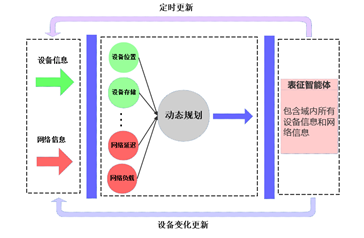 定时更新
设备信息
网络信息
设备位置
设备存储
网络延迟
网络负载
动态规划
表征智能体
包含域内所有
设备信息和网
络信息
设备变化更新